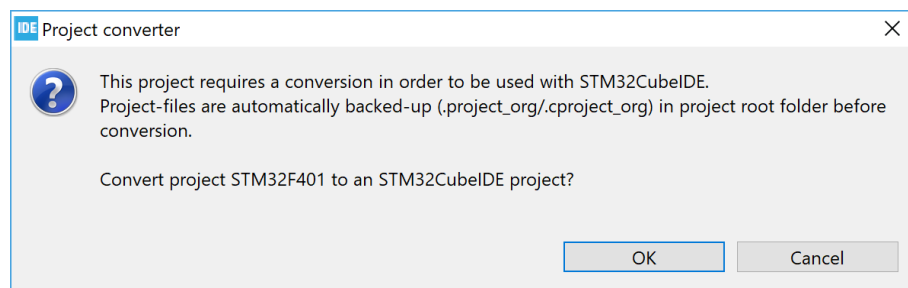 IDE Project converter
This project requires a conversion in order to be used with STM32CubeIDE.
Project-files are automatically backed-up (.project_org/.cproject_org) in project root folder before
conversion.
Convert project STM32F401 to an STM32CubeIDE project?
OK Cancel